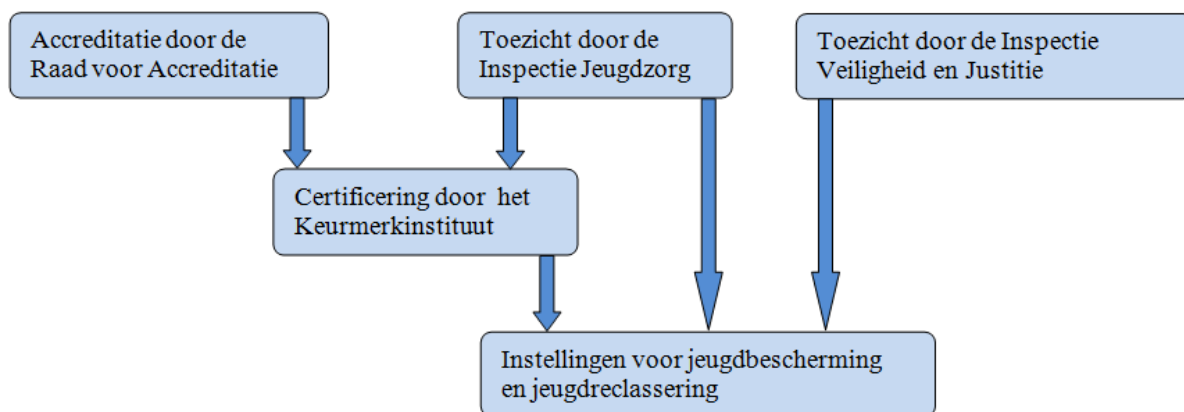 Accreditatie door de
Raad voor Accreditatie
Toezicht door de
Inspectie Jeugdzorg
Toezicht door de Inspectie
Veiligheid en Justitie
Certificering door  het
Keurmerkinstituut
Instellingen voor jeugdbescherming
en jeugdreclassering